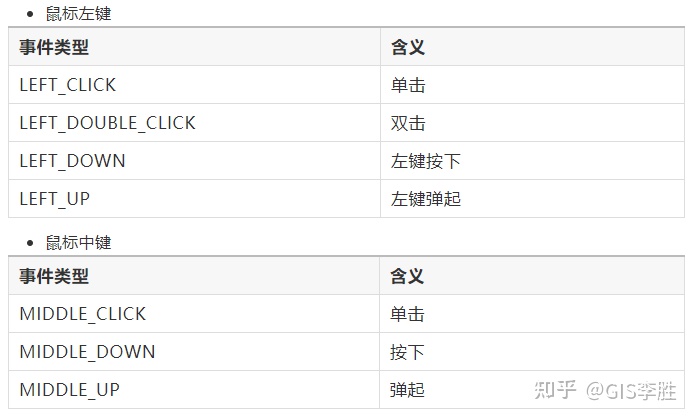 鼠标左键
事件类型 含义
LEFT_CLICK 单击
LEFT_DOUBLE_CLICK 双击
LEFT_DOWN 左键按下
LEFT_UP 左键弹起
鼠标中键
事件类型 含义
MIDDLE_CLICK 单击
MIDDLE_DOWN 按下
MIDDLE_UP 弹起
知乎 @GIS李胜